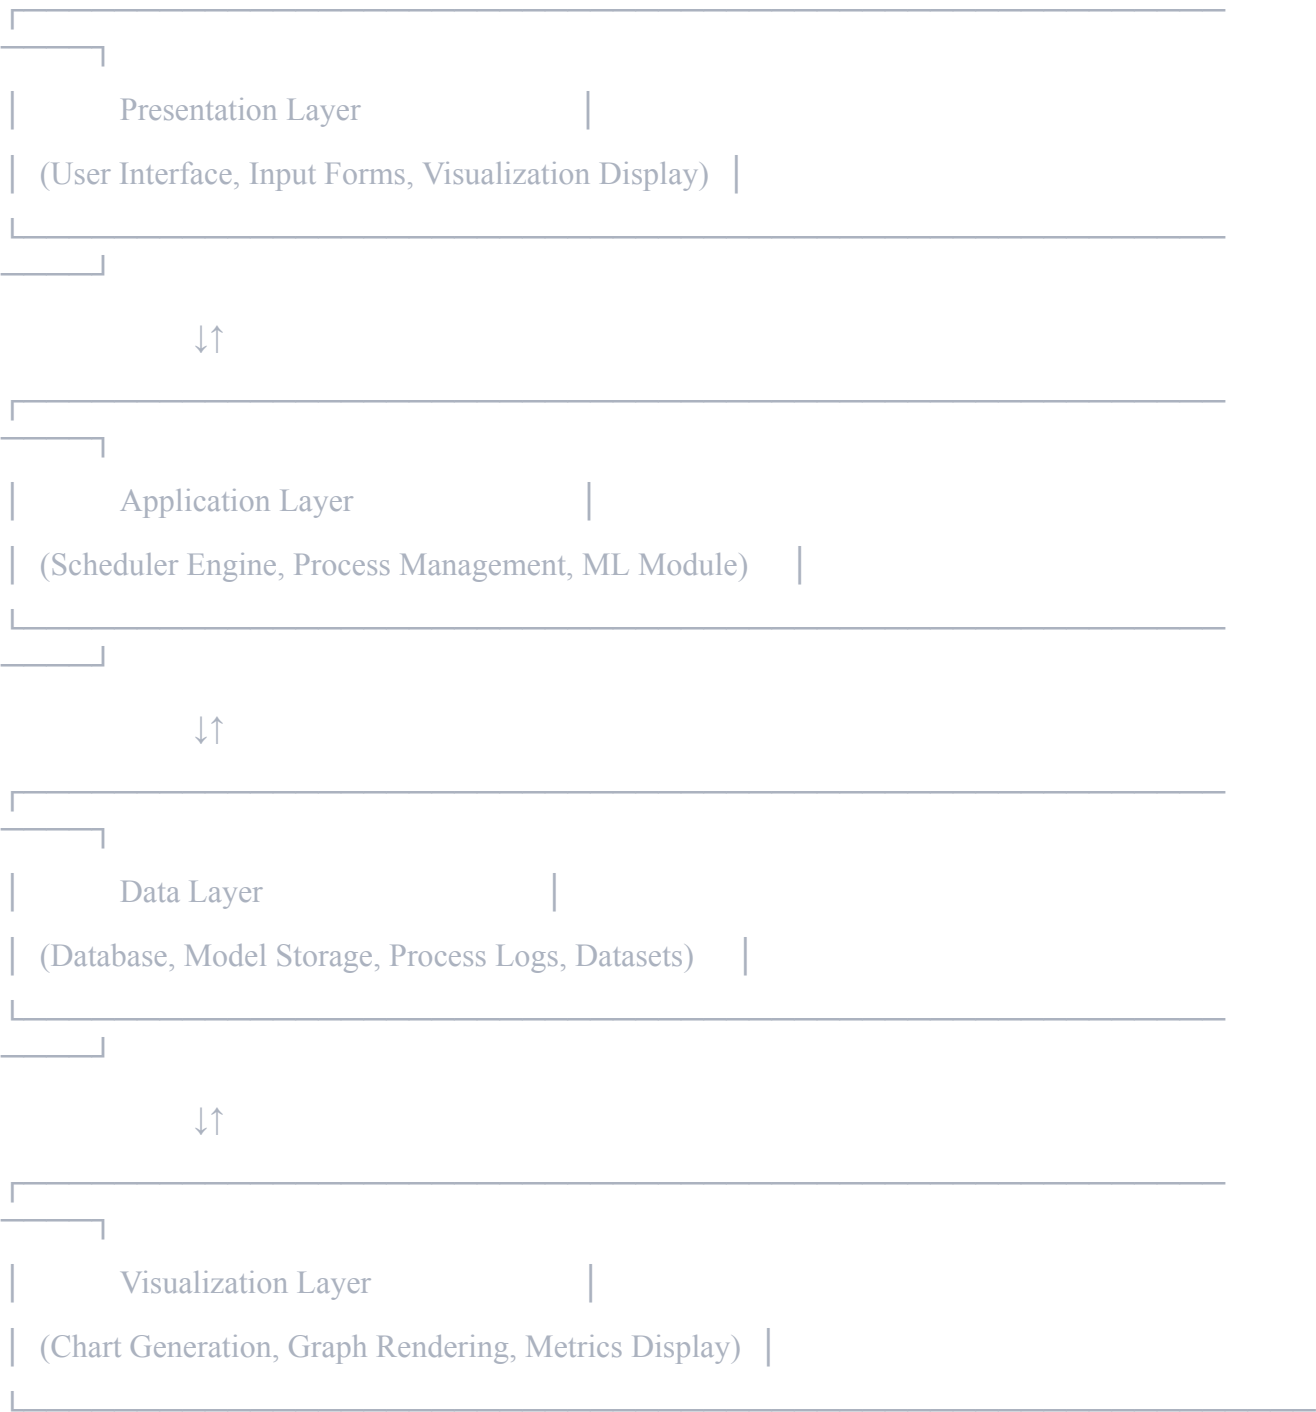 Presentation Layer
(User Interface, Input Forms, Visualization Display)
↓↑
Application Layer
(Scheduler Engine, Process Management, ML Module)
↓↑
Data Layer
(Database, Model Storage, Process Logs, Datasets)
↓↑
Visualization Layer
(Chart Generation, Graph Rendering, Metrics Display)